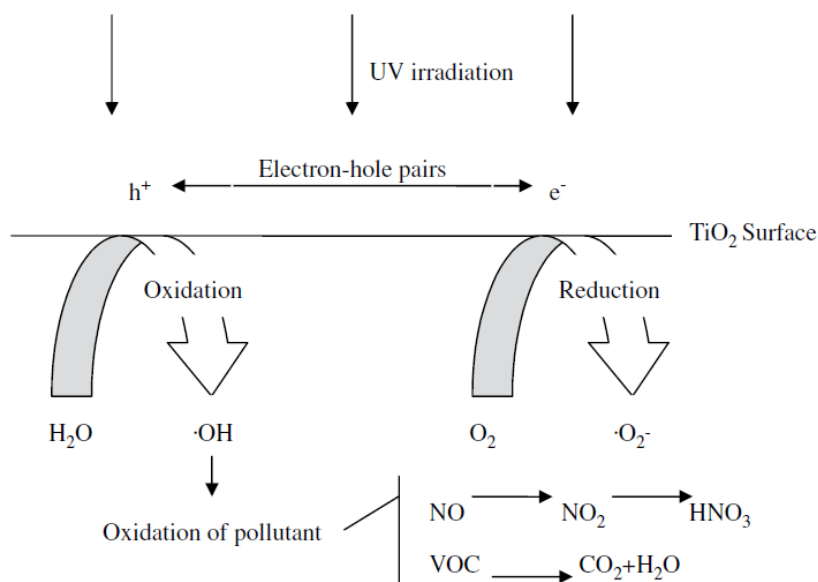 UV irradiation
Electron-hole pairs
h⁺ e⁻
TiO₂ Surface
Oxidation Reduction
H₂O ·OH O₂ ·O₂-
NO NO₂ HNO₃
Oxidation of pollutant
VOC CO₂+H₂O